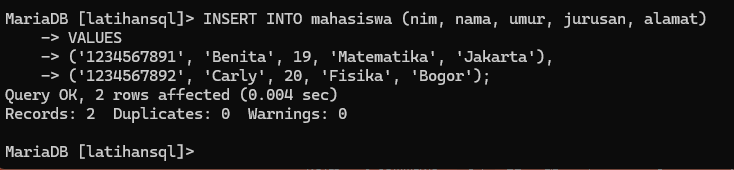 MariaDB [latihansql]> INSERT INTO mahasiswa (nim, nama, umur, jurusan, alamat)
    -> VALUES
    -> ('1234567891', 'Benita', 19, 'Matematika', 'Jakarta'),
    -> ('1234567892', 'Carly', 20, 'Fisika', 'Bogor');
Query OK, 2 rows affected (0.004 sec)
Records: 2  Duplicates: 0  Warnings: 0
MariaDB [latihansql]>